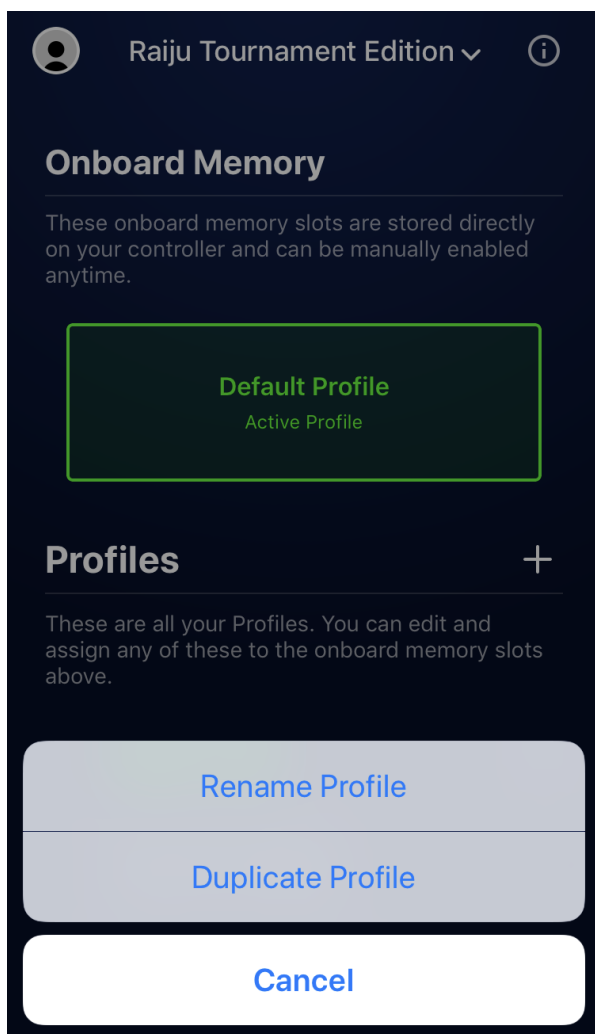 Raiju Tournament Edition
Onboard Memory
These onboard memory slots are stored directly
on your controller and can be manually enabled
anytime.
Default Profile
Active Profile
Profiles
These are all your Profiles. You can edit and
assign any of these to the onboard memory slots
above.
Rename Profile
Duplicate Profile
Cancel